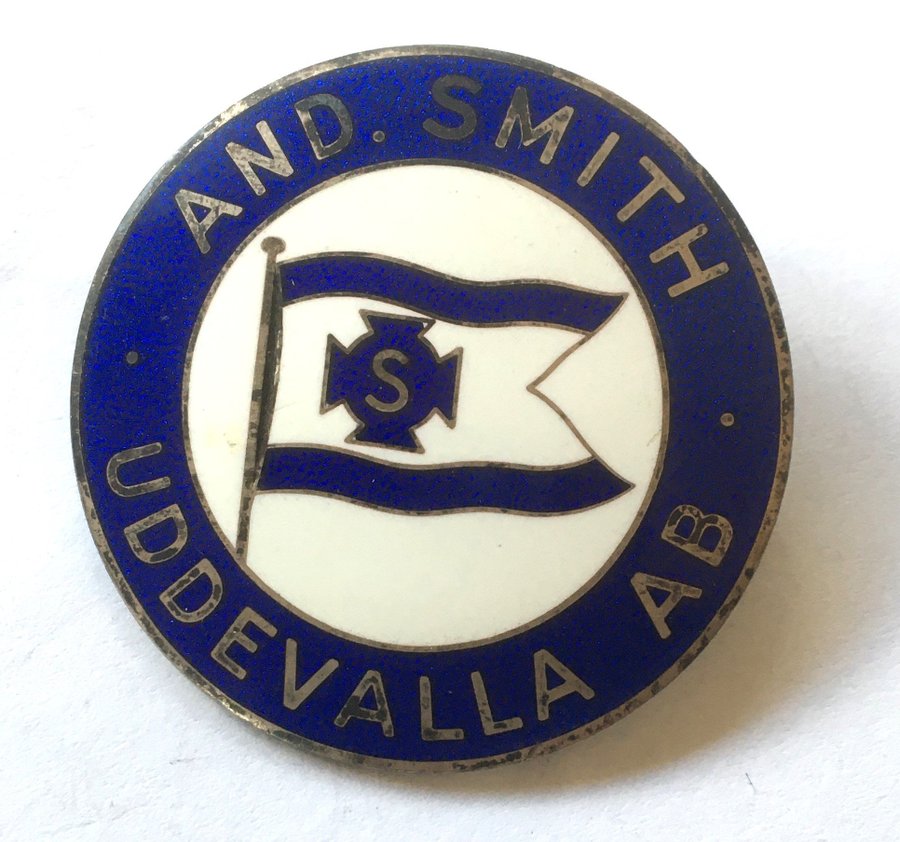 AND. SMITH
S
UDDEVALLA AB